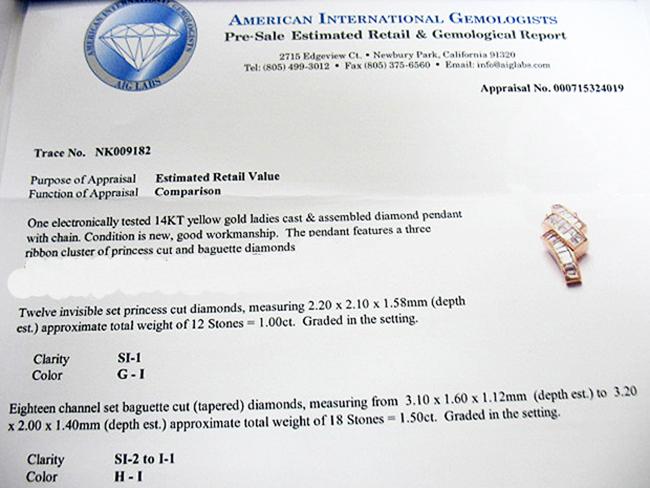 AMERICAN INTERNATIONAL GEMOLOGISTS
AIG LABS
AMERICAN INTERNATIONAL GEMOLOGISTS
Pre-Sale Estimated Retail & Gemological Report
2715 Edgeview Ct. • Newbury Park, California 91320
Tel: (805) 499-3012 • Fax (805) 375-6560 • Email: info@aiglabs.com
Appraisal No. 000715324019
Trace No. NK009182
Purpose of Appraisal Estimated Retail Value
Function of Appraisal Comparison
One electronically tested 14KT yellow gold ladies cast & assembled diamond pendant
with chain. Condition is new, good workmanship. The pendant features a three
ribbon cluster of princess cut and baguette diamonds
Twelve invisible set princess cut diamonds, measuring 2.20 x 2.10 x 1.58mm (depth
est.) approximate total weight of 12 Stones = 1.00ct. Graded in the setting.
Clarity SI-1
Color G - I
Eighteen channel set baguette cut (tapered) diamonds, measuring from 3.10 x 1.60 x 1.12mm (depth est.) to 3.20
x 2.00 x 1.40mm (depth est.) approximate total weight of 18 Stones = 1.50ct. Graded in the setting.
Clarity SI-2 to I-1
Color H - I